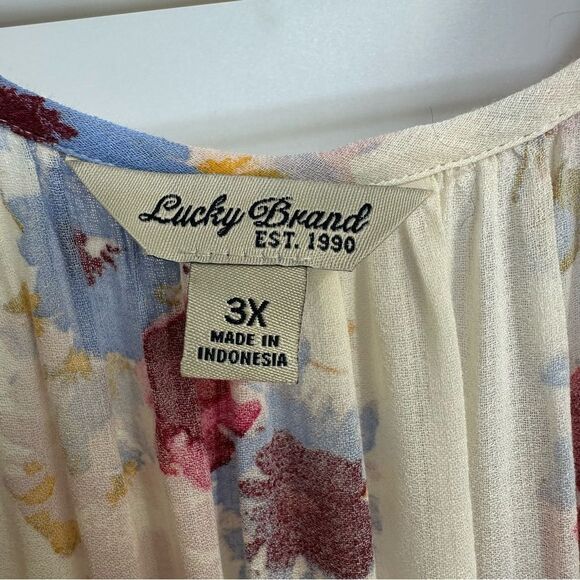 Lucky Brand
EST. 1990
3X
MADE IN
INDONESIA